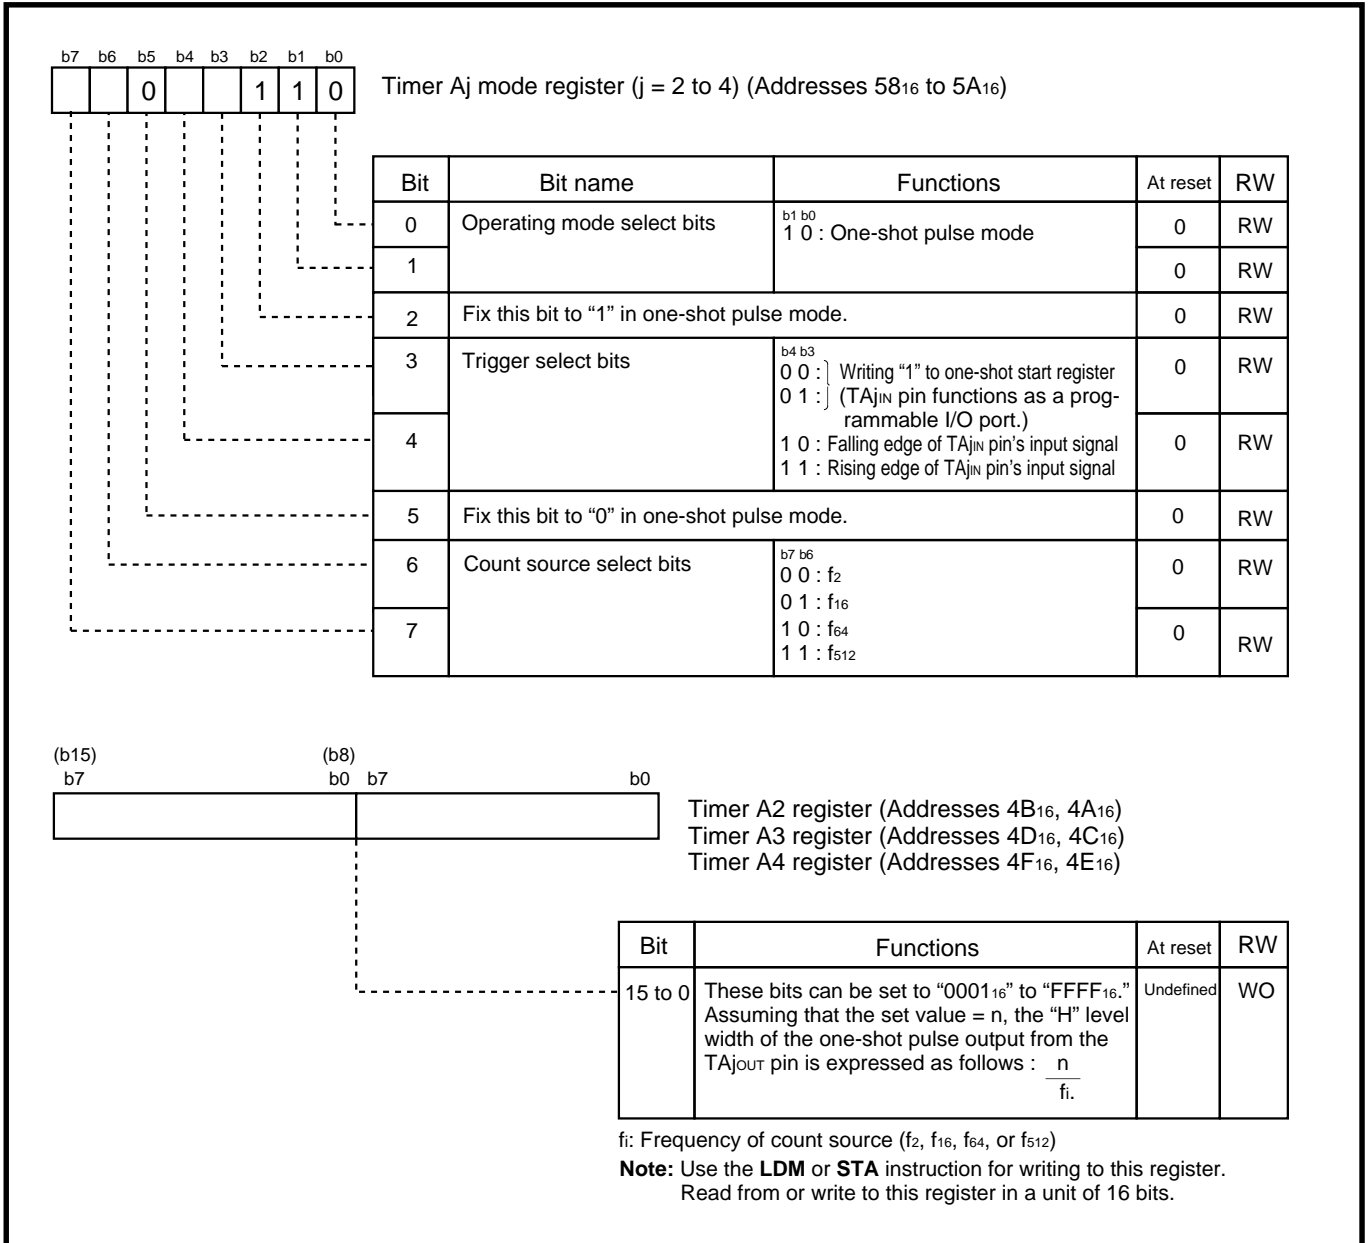 b7 b6 b5 b4 b3 b2 b1 b0
0 1 1 0
Timer Aj mode register (j = 2 to 4) (Addresses 5816 to 5A16)
Bit Bit name Functions At reset RW
0 Operating mode select bits b1 b0 0 RW
1 0 : One-shot pulse mode
1 0 RW
2 Fix this bit to “1” in one-shot pulse mode. 0 RW
3 Trigger select bits b4 b3 0 RW
0 0 : Writing “1” to one-shot start register
0 1 : (TAjIN pin functions as a prog-
rammable I/O port.)
4 1 0 : Falling edge of TAjIN pin’s input signal 0 RW
1 1 : Rising edge of TAjIN pin’s input signal
5 Fix this bit to “0” in one-shot pulse mode. 0 RW
6 Count source select bits b7 b6 0 RW
0 0 : f2
0 1 : f16
7 1 0 : f64 0 RW
1 1 : f512
(b15) (b8)
b7 b0 b7 b0
Timer A2 register (Addresses 4B16, 4A16)
Timer A3 register (Addresses 4D16, 4C16)
Timer A4 register (Addresses 4F16, 4E16)
Bit Functions At reset RW
15 to 0 These bits can be set to “000116” to “FFFF16.” Undefined WO
Assuming that the set value = n, the “H” level
width of the one-shot pulse output from the
TAjOUT pin is expressed as follows : n
fi.
fi: Frequency of count source (f2, f16, f64, or f512)
Note: Use the LDM or STA instruction for writing to this register.
Read from or write to this register in a unit of 16 bits.